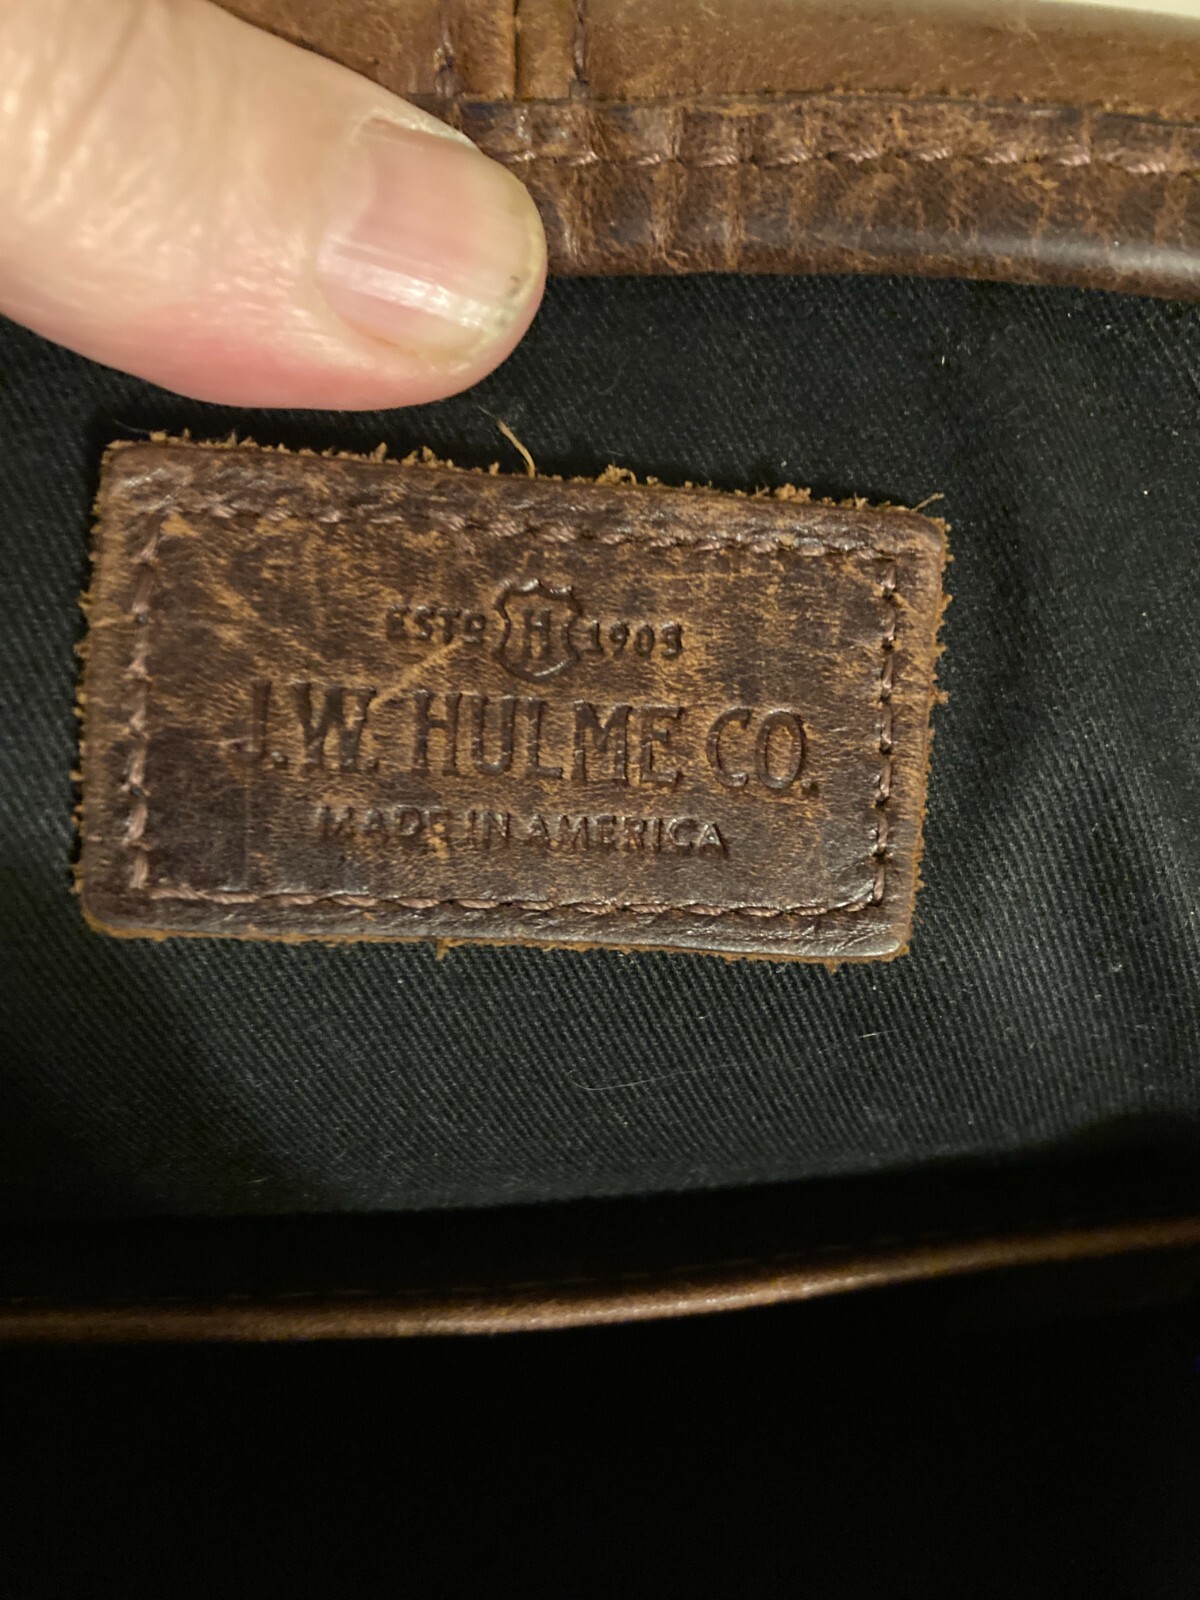 ESTD H 1905
J.W. HULME CO.
MADE IN AMERICA